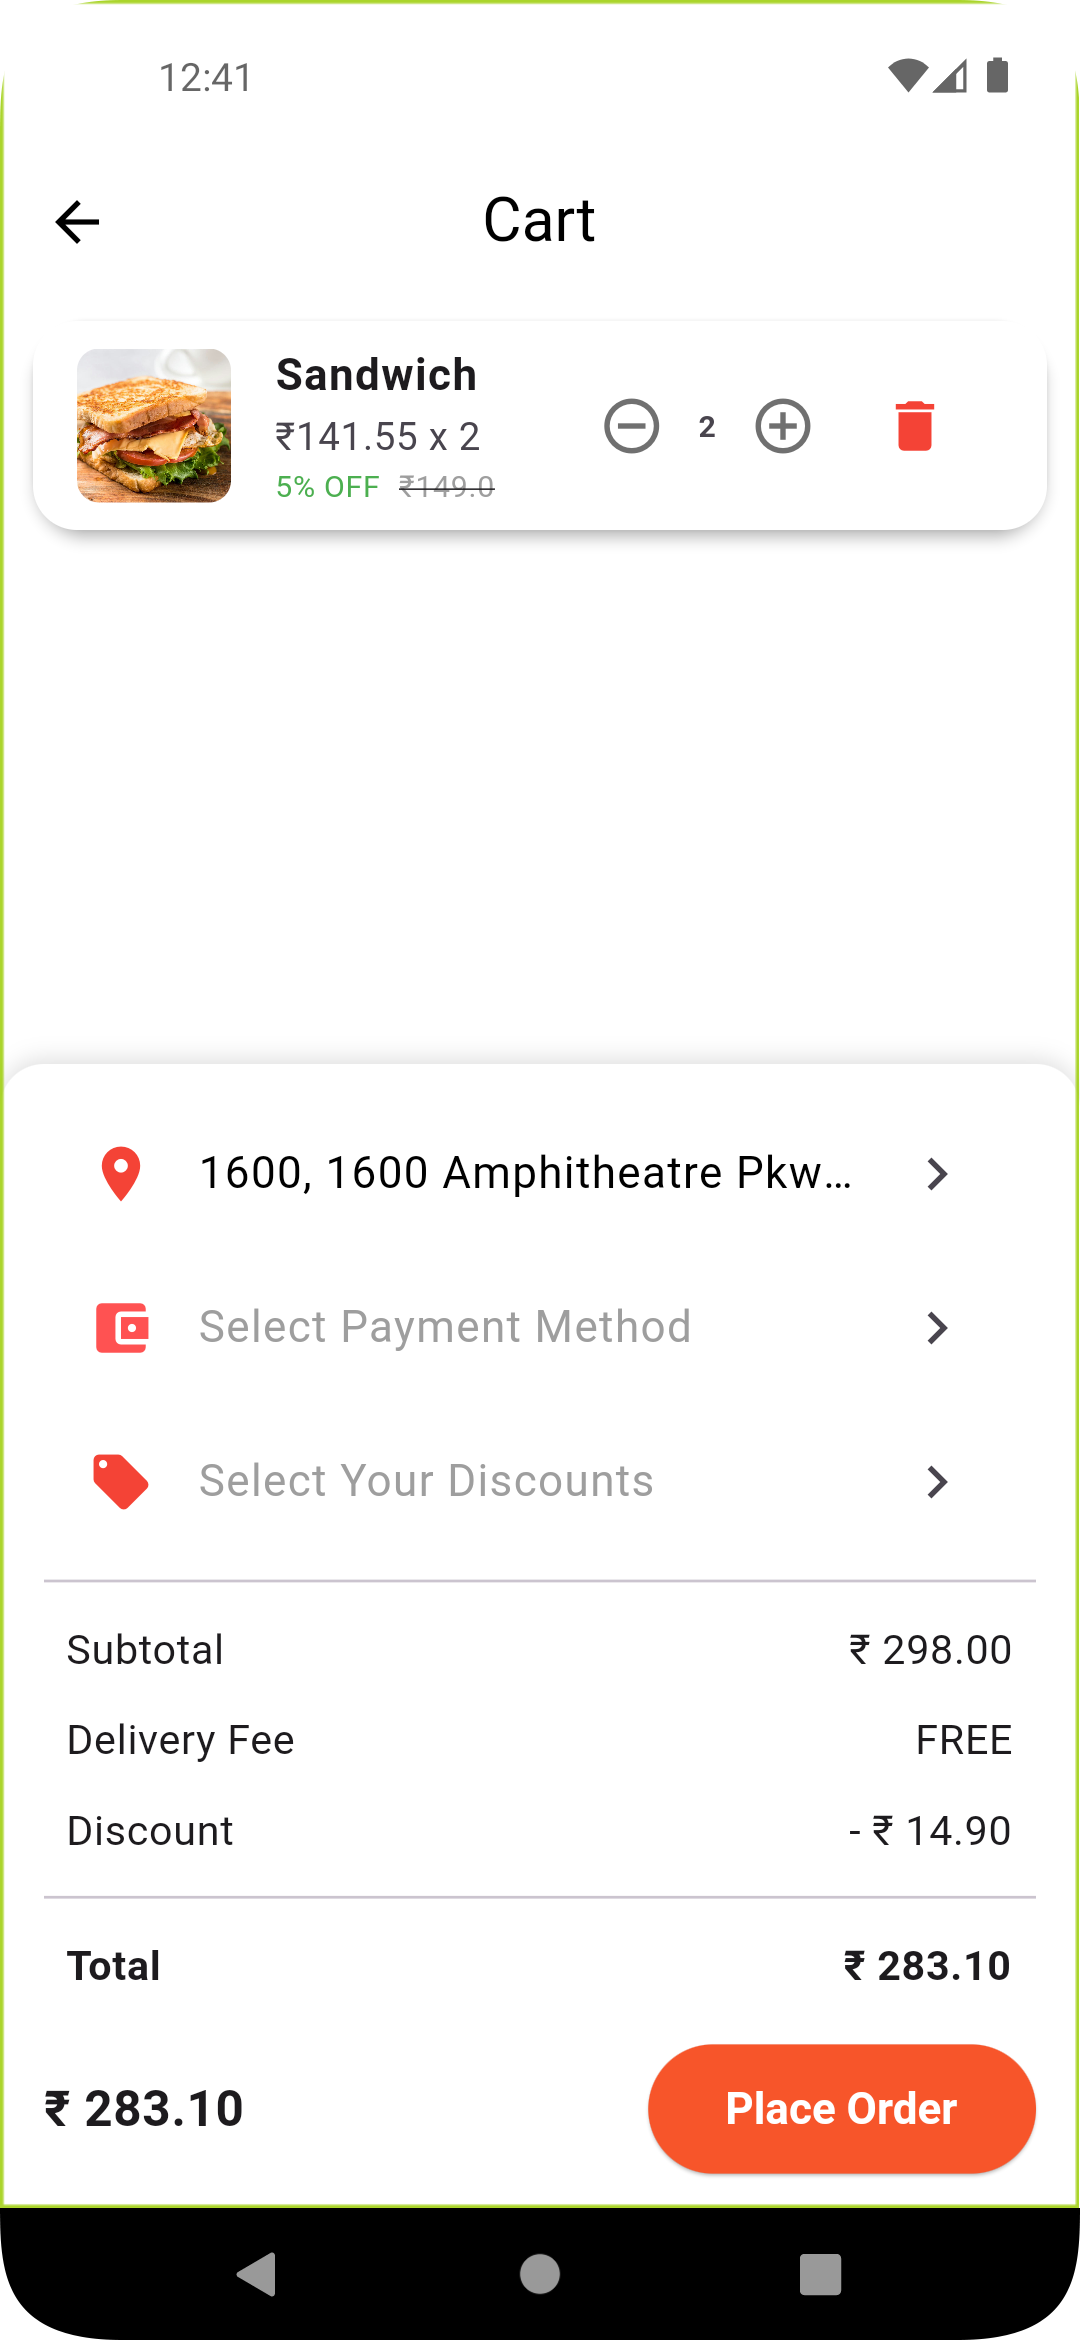 12:41
Cart
Sandwich
₹141.55 x 2
5% OFF ₹149.0
2
1600, 1600 Amphitheatre Pkw…
Select Payment Method
Select Your Discounts
Subtotal ₹ 298.00
Delivery Fee FREE
Discount - ₹ 14.90
Total ₹ 283.10
₹ 283.10 Place Order